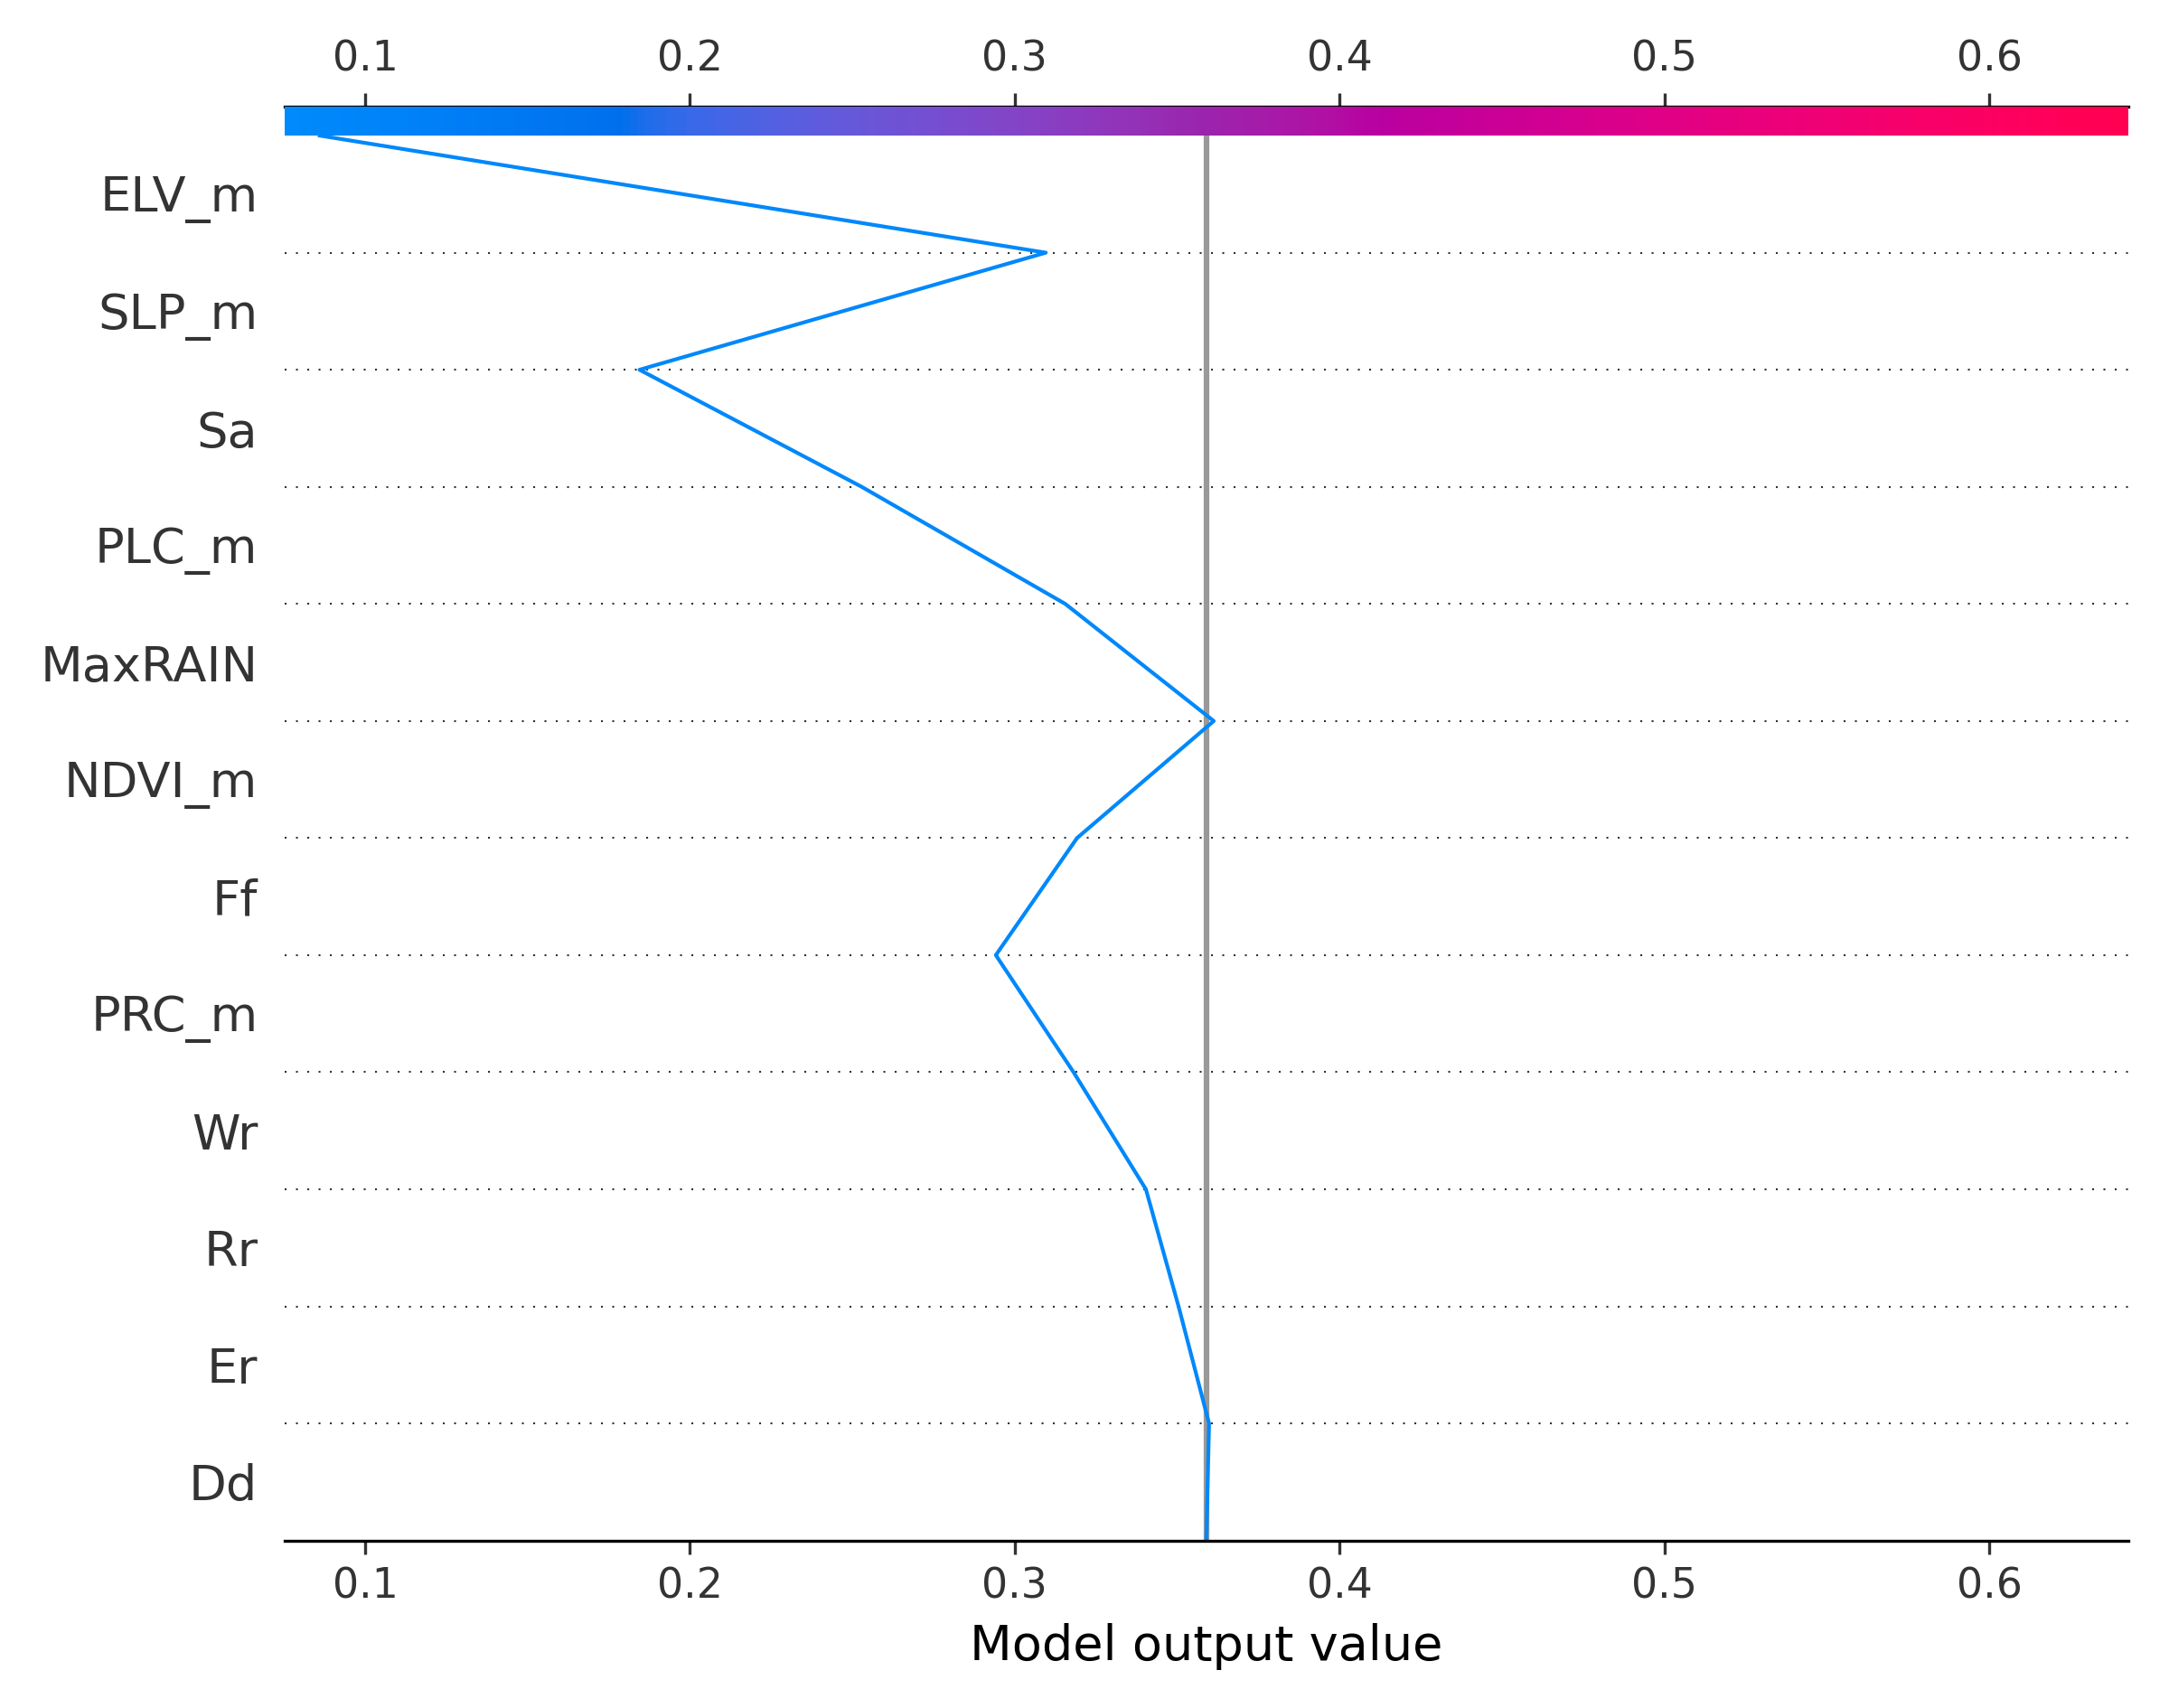 0.1 0.2 0.3 0.4 0.5 0.6
ELV_m
SLP_m
Sa
PLC_m
MaxRAIN
NDVI_m
Ff
PRC_m
Wr
Rr
Er
Dd
0.1 0.2 0.3 0.4 0.5 0.6
Model output value